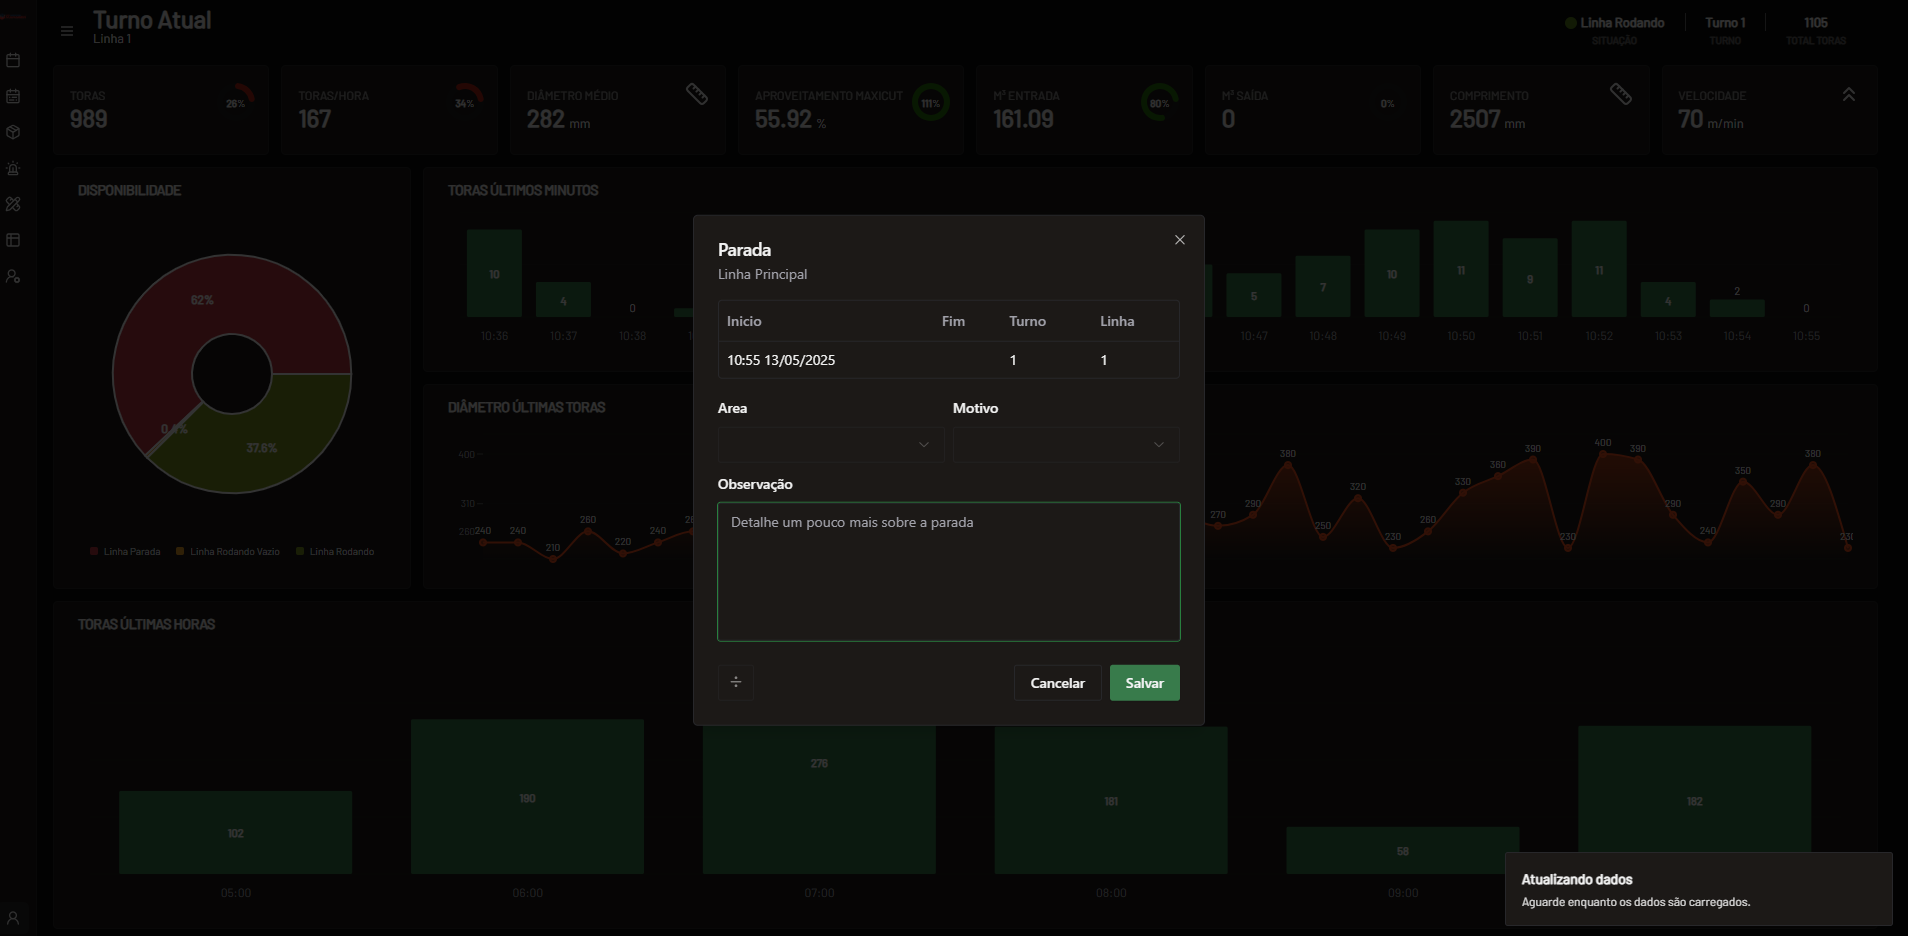 Turno Atual
Linha 1
Linha Rodando
SITUAÇÃO
Turno 1
TURNO
1105
TOTAL TORAS
TORAS
989
26%
TORAS/HORA
167
34%
DIÂMETRO MÉDIO
282 mm
APROVEITAMENTO MAXICUT
55.92 %
111%
M³ ENTRADA
161.09
80%
M³ SAÍDA
0
0%
COMPRIMENTO
2507 mm
VELOCIDADE
70 m/min
DISPONIBILIDADE
62%
37.6%
Linha Parada
Linha Rodando Vazio
Linha Rodando
TORAS ÚLTIMOS MINUTOS
10 4 0 5 7 10 11 9 11 4 2 0
10:36 10:37 10:38 10:47 10:48 10:49 10:50 10:51 10:52 10:53 10:54 10:55
DIÂMETRO ÚLTIMAS TORAS
400
310
260
240 240 210 260 220 240
270 290 380 250 320 230 260 330 360 390 230 400 390 290 240 350 290 380
TORAS ÚLTIMAS HORAS
102 190 276 181 58 182
05:00 06:00 07:00 08:00 09:00
Parada
Linha Principal
Inicio Fim Turno Linha
10:55 13/05/2025 1 1
Area
Motivo
Observação
Detalhe um pouco mais sobre a parada
Cancelar
Salvar
Atualizando dados
Aguarde enquanto os dados são carregados.